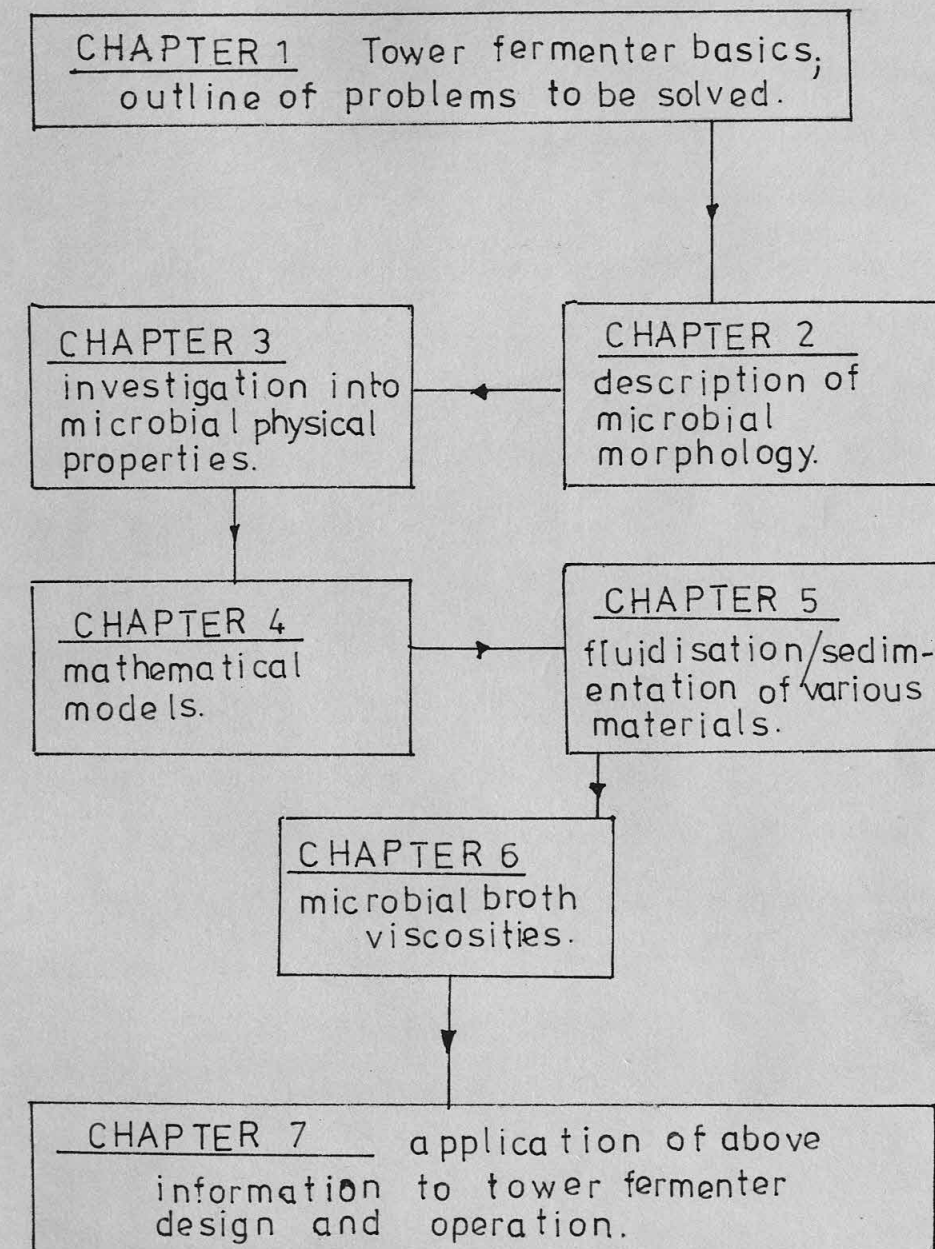 CHAPTER 1 Tower fermenter basics;
outline of problems to be solved.
CHAPTER 2
description of
microbial
morphology.
CHAPTER 3
investigation into
microbial physical
properties.
CHAPTER 4
mathematical
models.
CHAPTER 5
fluidisation/sedim-
entation of various
materials.
CHAPTER 6
microbial broth
viscosities.
CHAPTER 7 application of above
information to tower fermenter
design and operation.